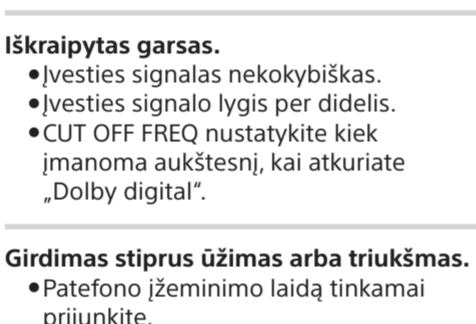 Iškraipytas garsas.
●Įvesties signalas nekokybiškas.
●Įvesties signalo lygis per didelis.
●CUT OFF FREQ nustatykite kiek
įmanoma aukštesnį, kai atkuriate
„Dolby digital“.
Girdimas stiprus ūžimas arba triukšmas.
●Patefono įžeminimo laidą tinkamai
prijunkite.